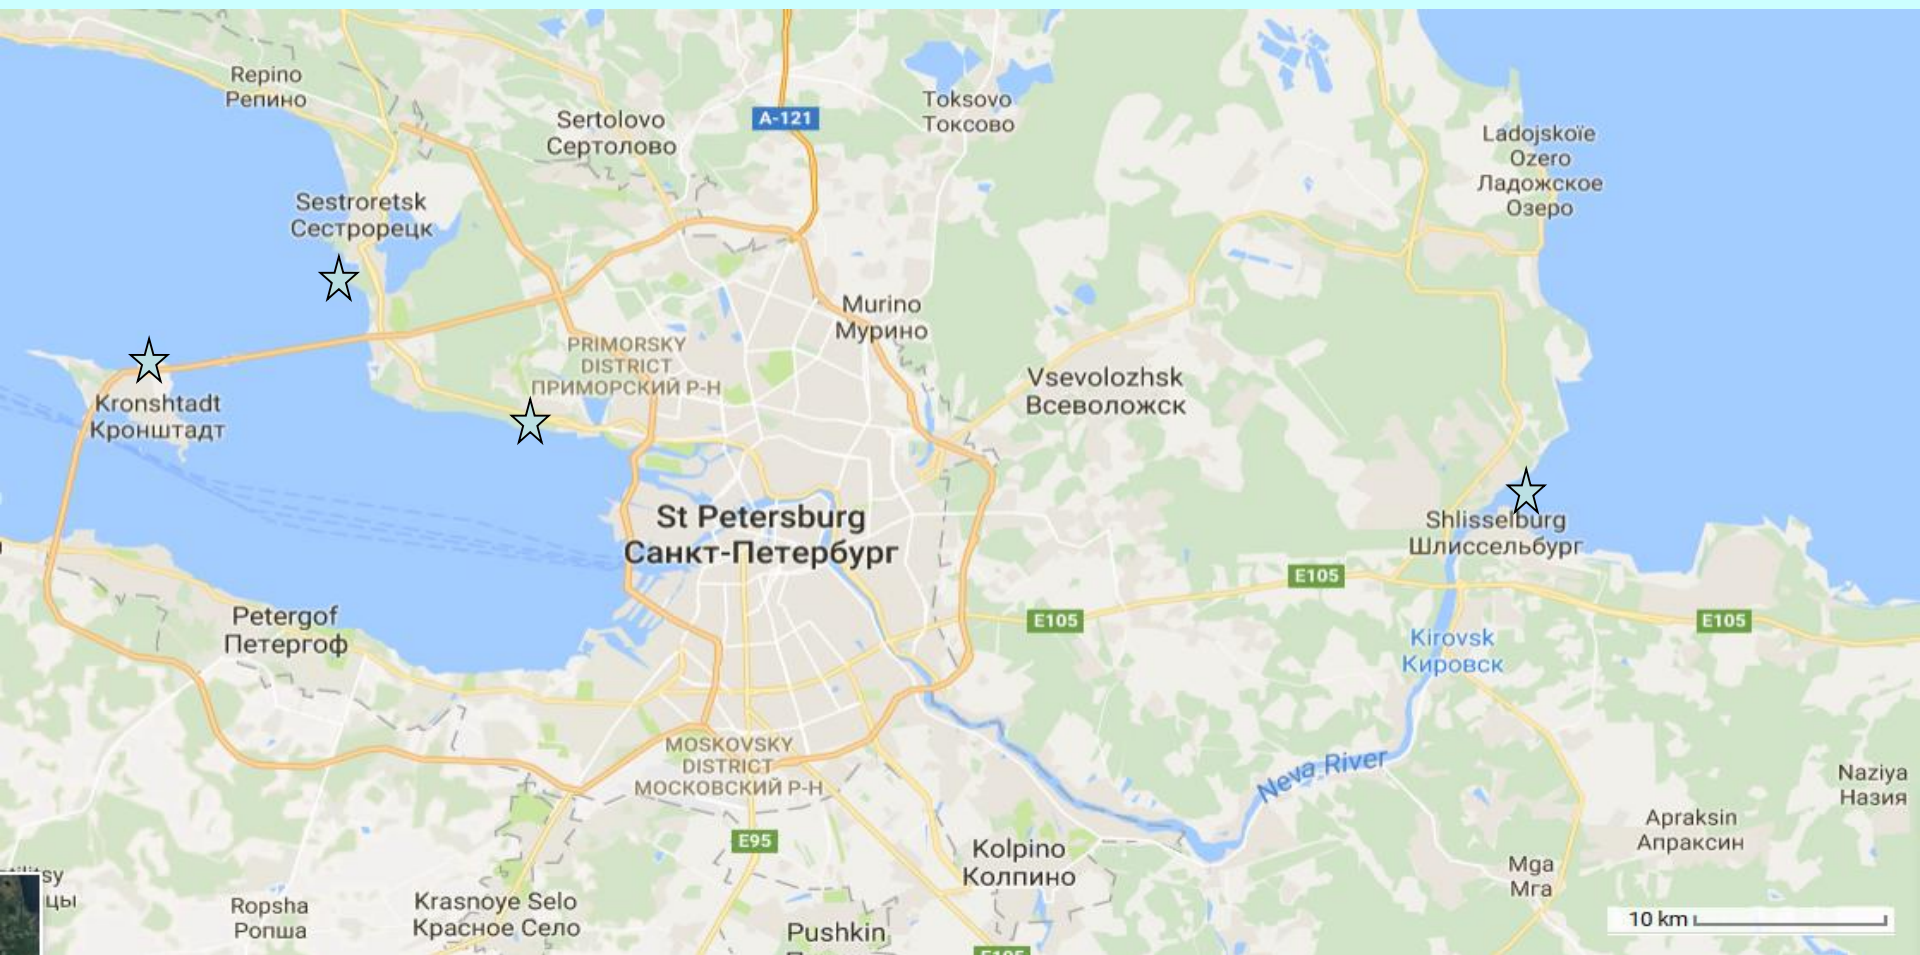 Repino
Репино
Sertolovo
Сертолово
A-121
Toksovo
Токсово
Ladojskoïe
Ozero
Ладожское
Озеро
Sestroretsk
Сестрорецк
Murino
Мурино
PRIMORSKY
DISTRICT
ПРИМОРСКИЙ Р-Н
Vsevolozhsk
Всеволожск
Kronshtadt
Кронштадт
St Petersburg
Санкт-Петербург
Shlisselburg
Шлиссельбург
E105
E105
E105
Petergof
Петергоф
Kirovsk
Кировск
MOSKOVSKY
DISTRICT
МОСКОВСКИЙ Р-Н
Neva River
Naziya
Назия
Apraksin
Апраксин
E95
Kolpino
Колпино
Mga
Мга
Ropsha
Ропша
Krasnoye Selo
Красное Село
Pushkin
10 km